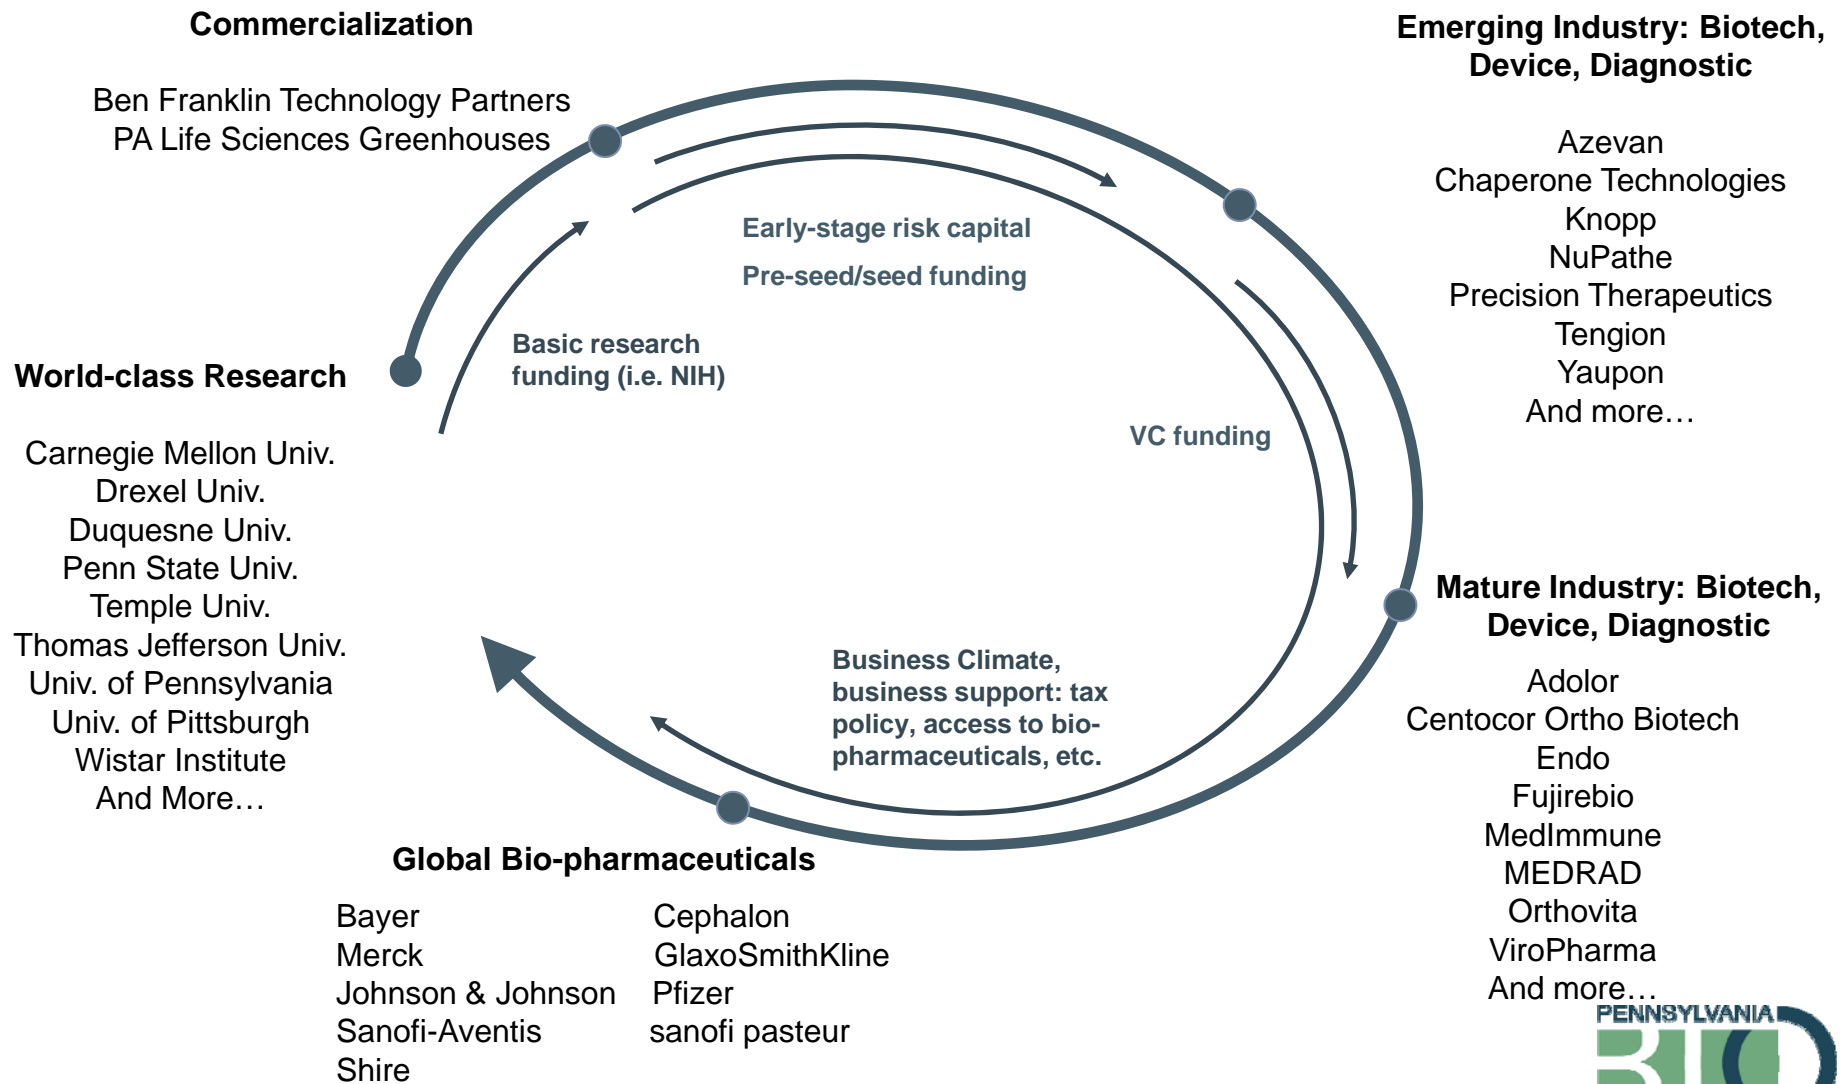 Commercialization
Ben Franklin Technology Partners
PA Life Sciences Greenhouses
Emerging Industry: Biotech,
Device, Diagnostic
Azevan
Chaperone Technologies
Knopp
NuPathe
Precision Therapeutics
Tengion
Yaupon
And more…
Early-stage risk capital
Pre-seed/seed funding
Basic research
funding (i.e. NIH)
VC funding
World-class Research
Carnegie Mellon Univ.
Drexel Univ.
Duquesne Univ.
Penn State Univ.
Temple Univ.
Thomas Jefferson Univ.
Univ. of Pennsylvania
Univ. of Pittsburgh
Wistar Institute
And More…
Business Climate,
business support: tax
policy, access to bio-
pharmaceuticals, etc.
Mature Industry: Biotech,
Device, Diagnostic
Adolor
Centocor Ortho Biotech
Endo
Fujirebio
MedImmune
MEDRAD
Orthovita
ViroPharma
And more…
Global Bio-pharmaceuticals
Bayer Cephalon
Merck GlaxoSmithKline
Johnson & Johnson Pfizer
Sanofi-Aventis sanofi pasteur
Shire
PENNSYLVANIA
BIO